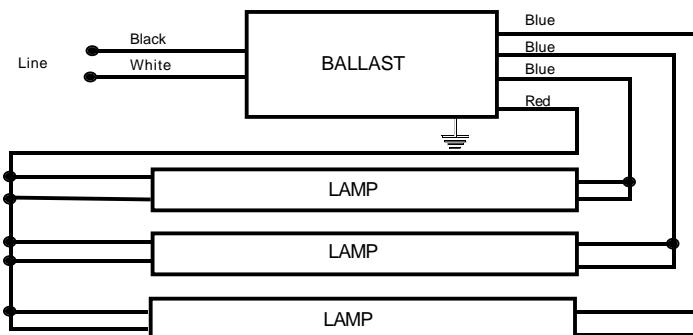 Blue
Black
Line
White
BALLAST
Blue
Blue
Red
LAMP
LAMP
LAMP